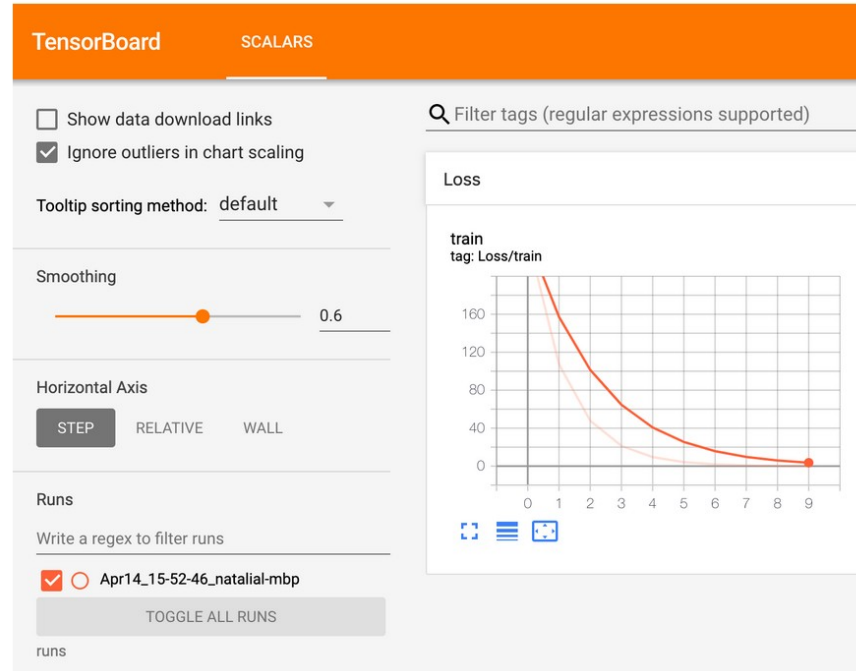 TensorBoard SCALARS
Show data download links
Ignore outliers in chart scaling
Tooltip sorting method: default
Smoothing
0.6
Horizontal Axis
STEP RELATIVE WALL
Runs
Write a regex to filter runs
Apr14_15-52-46_natalial-mbp
TOGGLE ALL RUNS
runs
Filter tags (regular expressions supported)
Loss
train
tag: Loss/train
160
120
80
40
0
0 1 2 3 4 5 6 7 8 9